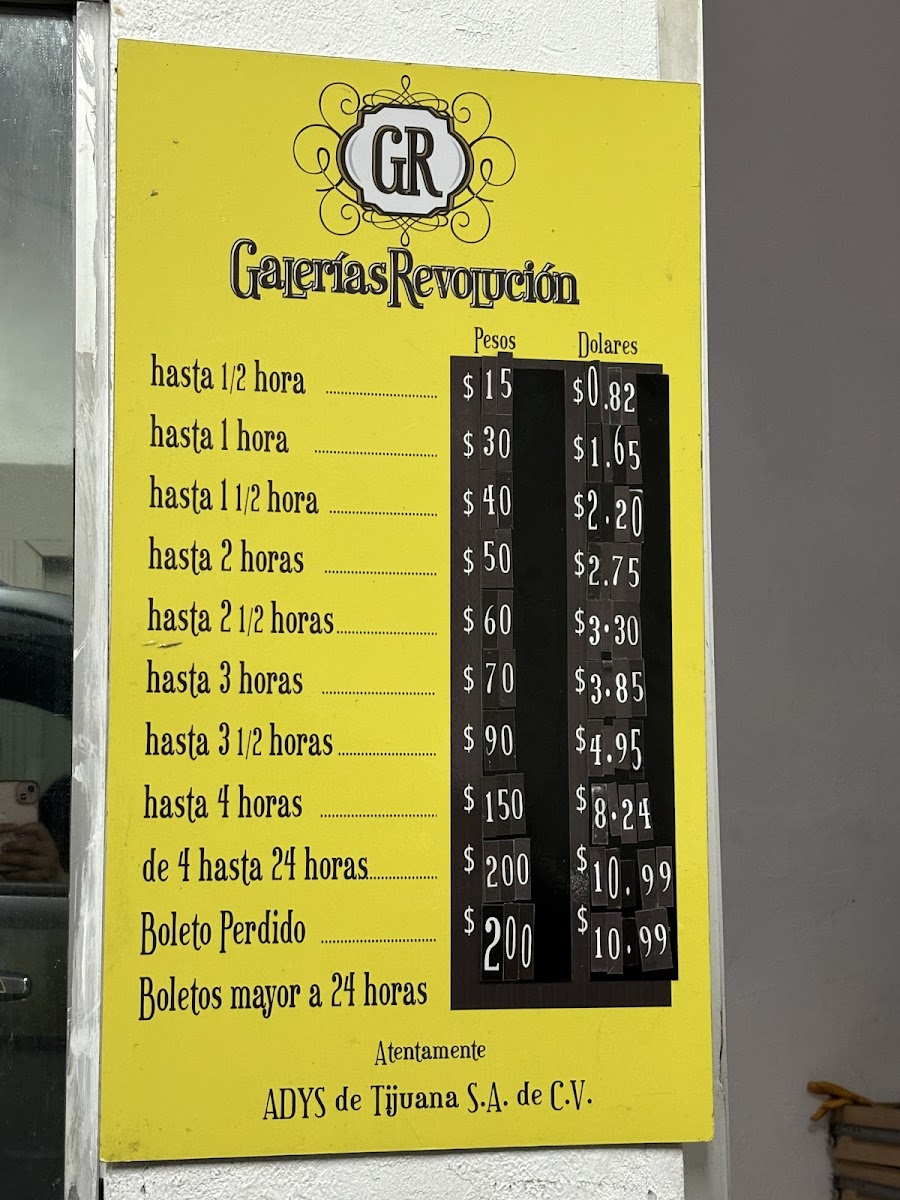 GR
Galerías Revolución
Pesos Dolares
hasta 1/2 hora ............ $ 15 $0.82
hasta 1 hora ............ $ 30 $1.65
hasta 1 1/2 hora ............ $ 40 $2.20
hasta 2 horas ............ $ 50 $2.75
hasta 2 1/2 horas ............ $ 60 $3.30
hasta 3 horas ............ $ 70 $3.85
hasta 3 1/2 horas ............ $ 90 $4.95
hasta 4 horas ............ $ 150 $8.24
de 4 hasta 24 horas ............ $ 200 $10.99
Boleto Perdido ............ $ 200 $10.99
Boletos mayor a 24 horas
Atentamente
ADYS de Tijuana S.A. de C.V.